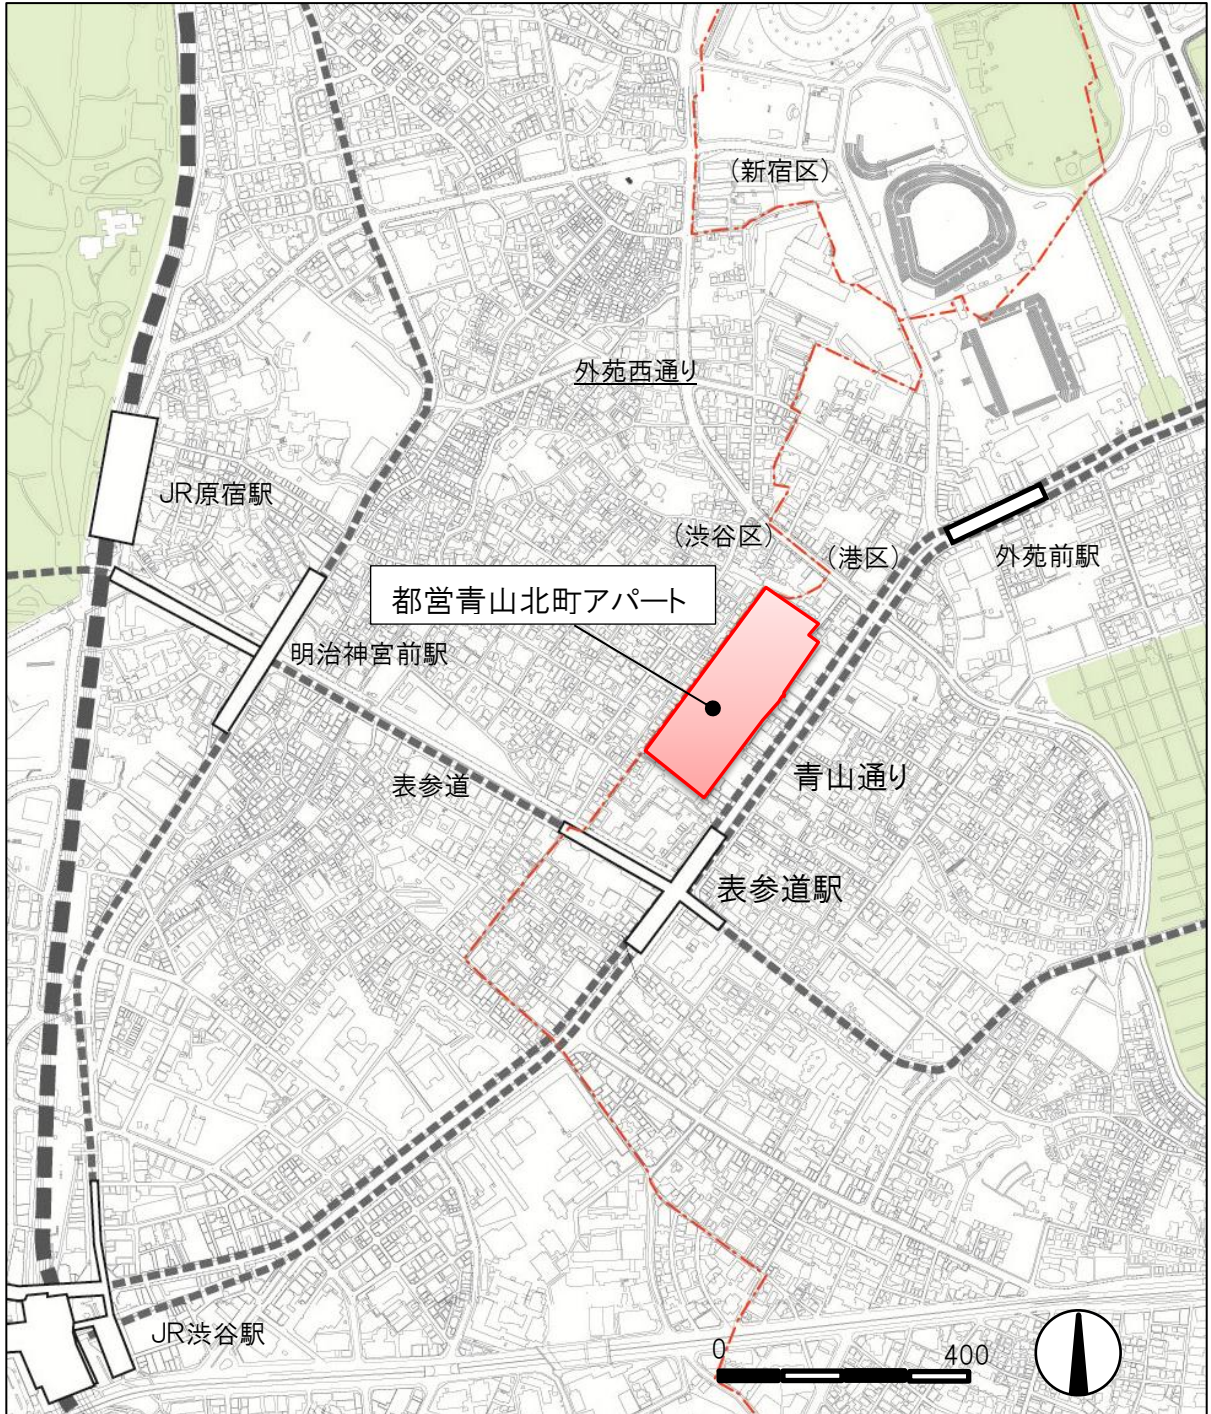 (新宿区)
外苑西通り
JR原宿駅
(渋谷区)
(港区)
外苑前駅
都営青山北町アパート
明治神宮前駅
表参道
青山通り
表参道駅
JR渋谷駅
0
400